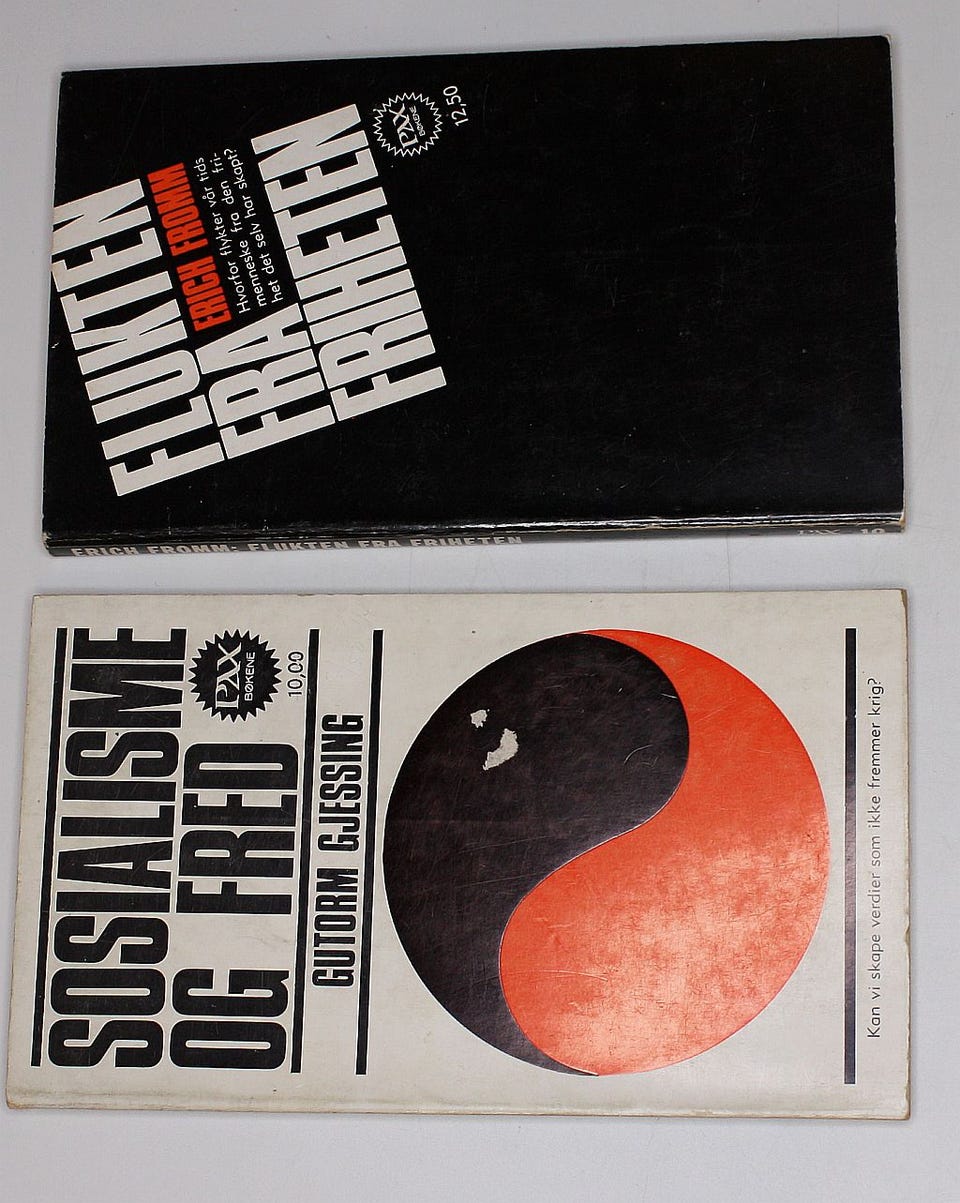 FLUKTEN
ERICH FROMM
Hvorfor flykter vår tids
menneske fra den fri-
het det selv har skapt?
FRA
FRIHETEN
PAX
BØKENE
12,50
ERICH FROMM: FLUKTEN FRA FRIHETEN
SOSIALISME
OG FRED
PAX
BØKENE
10,00
GUTORM GJESSING
Kan vi skape verdier som ikke fremmer krig?